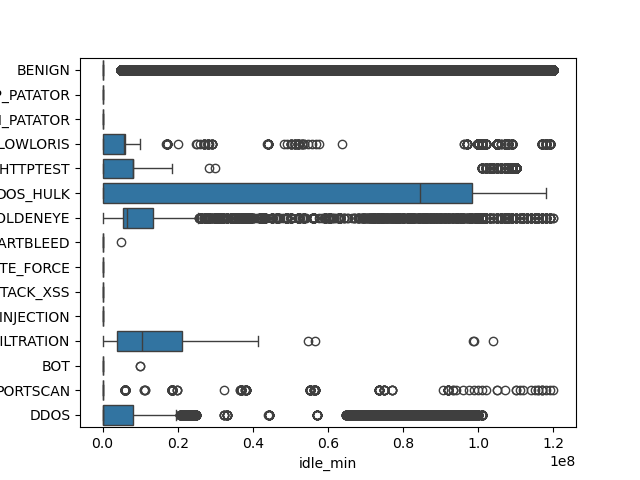 BENIGN
P_PATATOR
H_PATATOR
LOWLORIS
HTTPTEST
DOS_HULK
OLDENEYE
ARTBLEED
TE_FORCE
TACK_XSS
INJECTION
ILTRATION
BOT
PORTSCAN
DDOS
0.0 0.2 0.4 0.6 0.8 1.0 1.2
idle_min 1e8